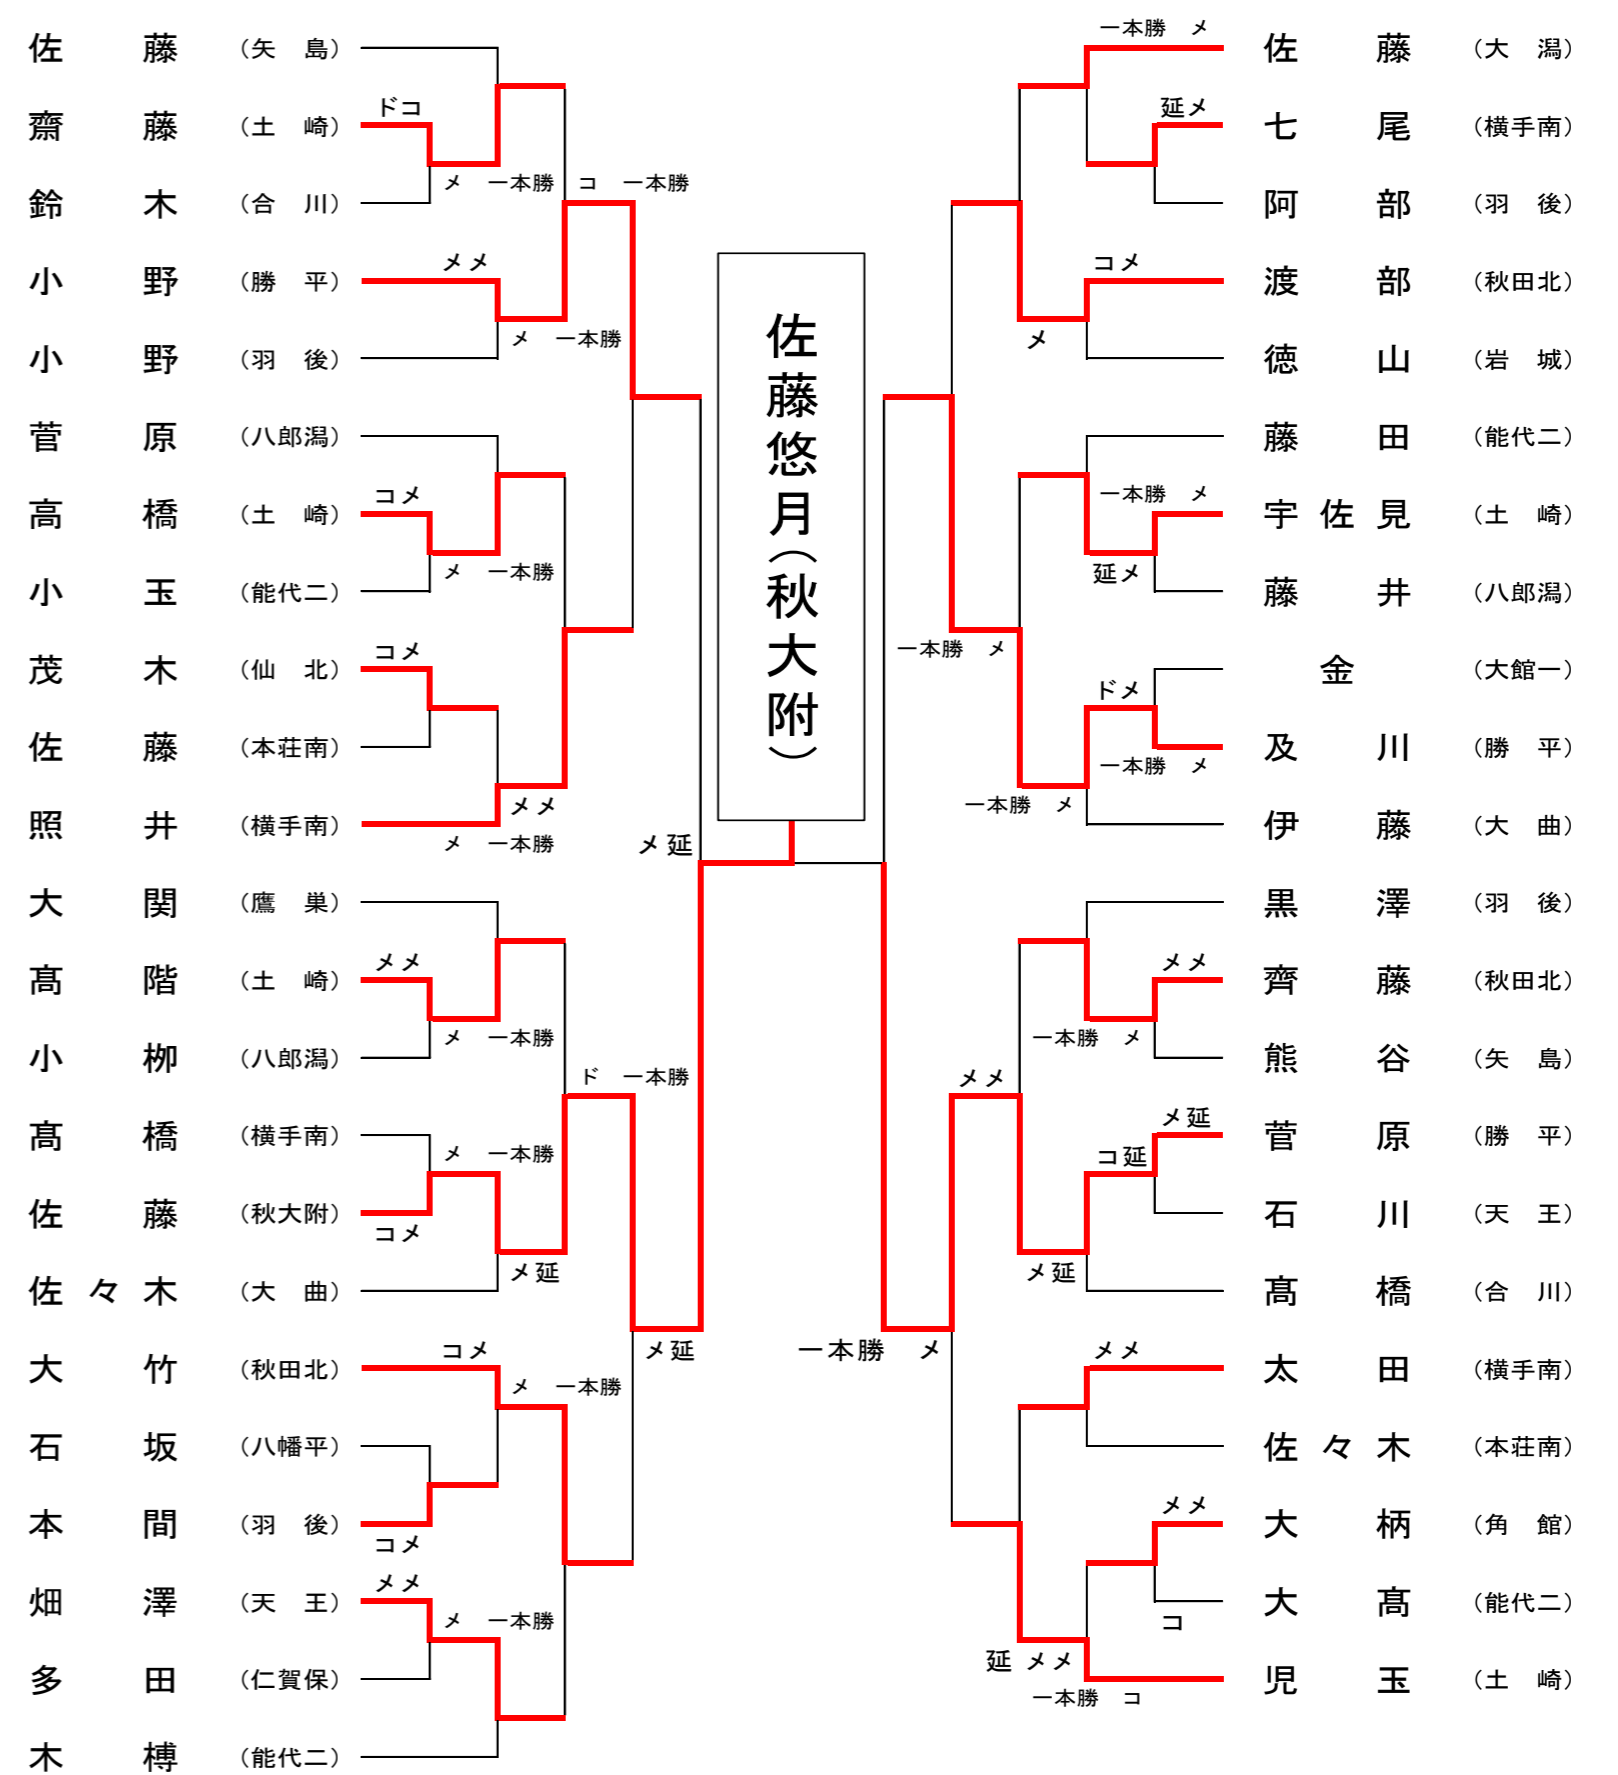 佐藤（矢島）
ドコ
齋藤（土崎）
メ 一本勝
コ 一本勝
鈴木（合川）
メメ
小野（勝平）
メ 一本勝
小野（羽後）
菅原（八郎潟）
コメ
高橋（土崎）
メ 一本勝
小玉（能代二）
コメ
茂木（仙北）
佐藤（本荘南）
メメ
照井（横手南）
メ 一本勝
メ延
大関（鷹巣）
メメ
髙階（土崎）
メ 一本勝
小栁（八郎潟）
ド 一本勝
髙橋（横手南）
メ 一本勝
佐藤（秋大附）
コメ
メ延
佐々木（大曲）
メ延
コメ
大竹（秋田北）
メ 一本勝
石坂（八幡平）
本間（羽後）
コメ
メメ
畑澤（天王）
メ 一本勝
多田（仁賀保）
木榑（能代二）
佐藤悠月（秋大附）
一本勝 メ
佐藤（大潟）
延メ
七尾（横手南）
阿部（羽後）
コメ
渡部（秋田北）
メ
徳山（岩城）
藤田（能代二）
一本勝 メ
宇佐見（土崎）
延メ
藤井（八郎潟）
一本勝 メ
金（大館一）
ドメ
及川（勝平）
一本勝 メ
一本勝 メ
伊藤（大曲）
黒澤（羽後）
メメ
齊藤（秋田北）
一本勝 メ
熊谷（矢島）
メメ
メ延
菅原（勝平）
コ延
石川（天王）
メ延
髙橋（合川）
一本勝 メ
メメ
太田（横手南）
佐々木（本荘南）
メメ
大柄（角館）
大髙（能代二）
コ
延メメ
児玉（土崎）
一本勝 コ